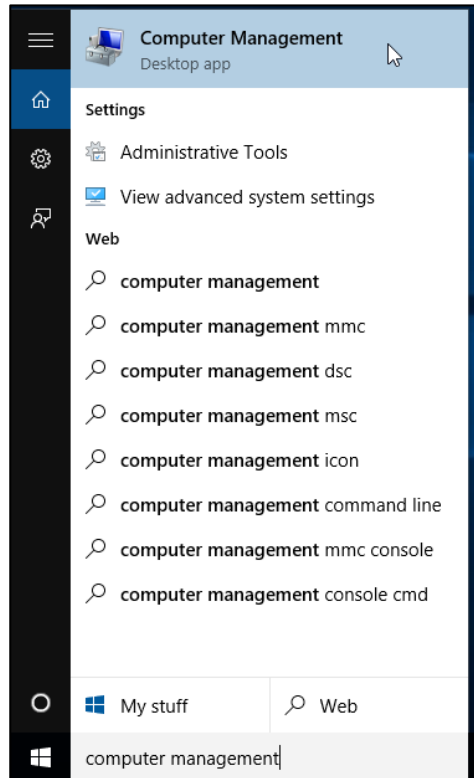 Computer Management
Desktop app
Settings
Administrative Tools
View advanced system settings
Web
computer management
computer management mmc
computer management dsc
computer management msc
computer management icon
computer management command line
computer management mmc console
computer management console cmd
My stuff
Web
computer management